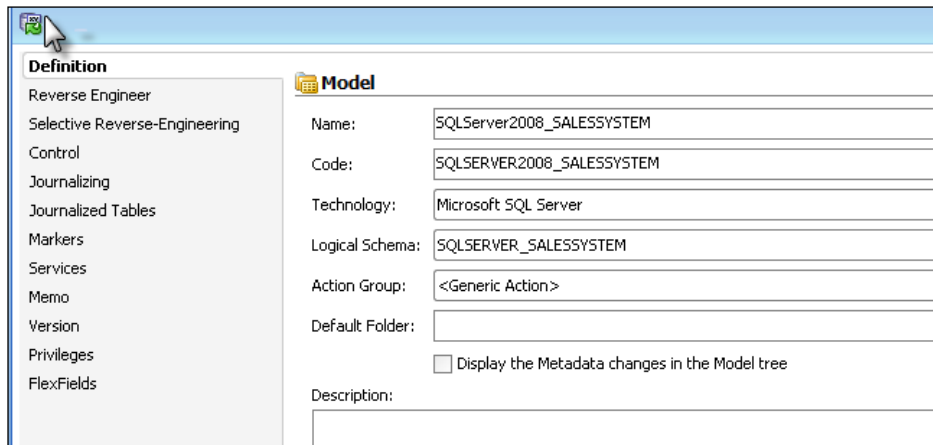 Definition
Reverse Engineer
Selective Reverse-Engineering
Control
Journalizing
Journalized Tables
Markers
Services
Memo
Version
Privileges
FlexFields
Model
Name: SQLServer2008_SALESSYSTEM
Code: SQLSERVER2008_SALESSYSTEM
Technology: Microsoft SQL Server
Logical Schema: SQLSERVER_SALESSYSTEM
Action Group: <Generic Action>
Default Folder:
Display the Metadata changes in the Model tree
Description: